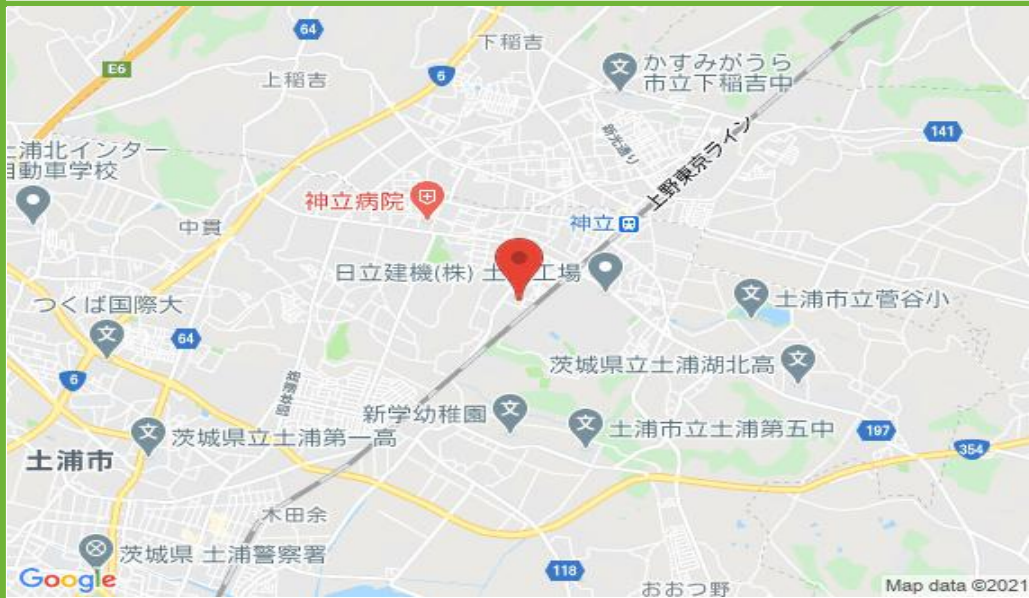 64
下稲吉
かすみがうら
市立下稲吉中
E6
6
上稲吉
新光通り
141
土浦北インター
自動車学校
上野東京ライン
神立病院
中貫
神立
日立建機(株) 土浦工場
つくば国際大
土浦市立菅谷小
64
茨城県立土浦湖北高
6
新学幼稚園
茨城県立土浦第一高
土浦市立土浦第五中
197
354
土浦市
木田余
茨城県 土浦警察署
118
おおつ野
Google
Map data ©2021